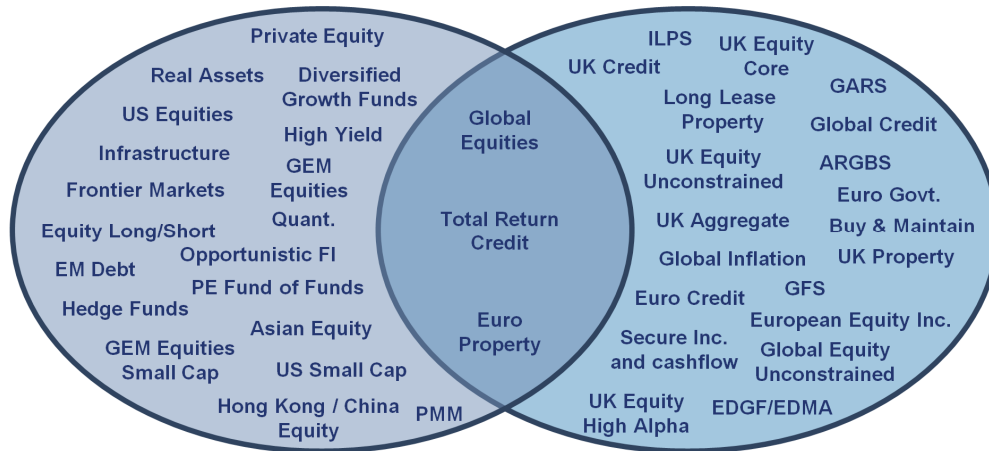 Private Equity
Real Assets
Diversified
Growth Funds
US Equities
High Yield
Infrastructure
GEM
Equities
Frontier Markets
Quant.
Equity Long/Short
Opportunistic FI
EM Debt
PE Fund of Funds
Hedge Funds
Asian Equity
GEM Equities
Small Cap
US Small Cap
Hong Kong / China
Equity
PMM
Global
Equities
Total Return
Credit
Euro
Property
ILPS
UK Equity
Core
UK Credit
GARS
Long Lease
Property
Global Credit
UK Equity
Unconstrained
ARGBS
Euro Govt.
UK Aggregate
Buy & Maintain
Global Inflation
UK Property
Euro Credit
GFS
European Equity Inc.
Secure Inc.
and cashflow
Global Equity
Unconstrained
UK Equity
High Alpha
EDGF/EDMA